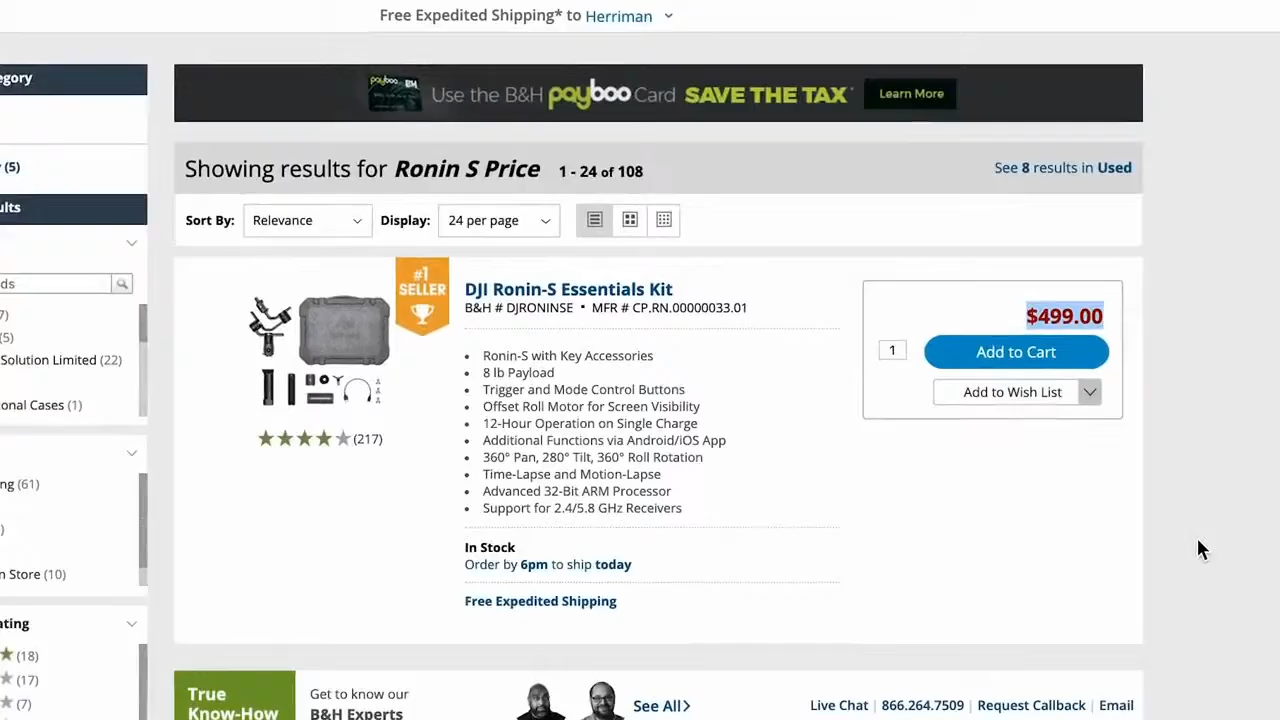 Free Expedited Shipping* to Herriman
egory
(5)
ults
ds
7)
(5)
Solution Limited (22)
onal Cases (1)
ng (61)
)
n Store (10)
ating
(18)
(17)
(7)
payboo B&H
Use the B&H payboo Card SAVE THE TAX Learn More
Showing results for Ronin S Price 1 - 24 of 108
See 8 results in Used
Sort By: Relevance Display: 24 per page
#1
SELLER
DJI Ronin-S Essentials Kit
B&H # DJRONINSE • MFR # CP.RN.00000033.01
• Ronin-S with Key Accessories
• 8 lb Payload
• Trigger and Mode Control Buttons
• Offset Roll Motor for Screen Visibility
• 12-Hour Operation on Single Charge
• Additional Functions via Android/iOS App
• 360° Pan, 280° Tilt, 360° Roll Rotation
• Time-Lapse and Motion-Lapse
• Advanced 32-Bit ARM Processor
• Support for 2.4/5.8 GHz Receivers
(217)
In Stock
Order by 6pm to ship today
Free Expedited Shipping
$499.00
1 Add to Cart
Add to Wish List
True
Know-How
Get to know our
B&H Experts
See All
Live Chat | 866.264.7509 | Request Callback | Email